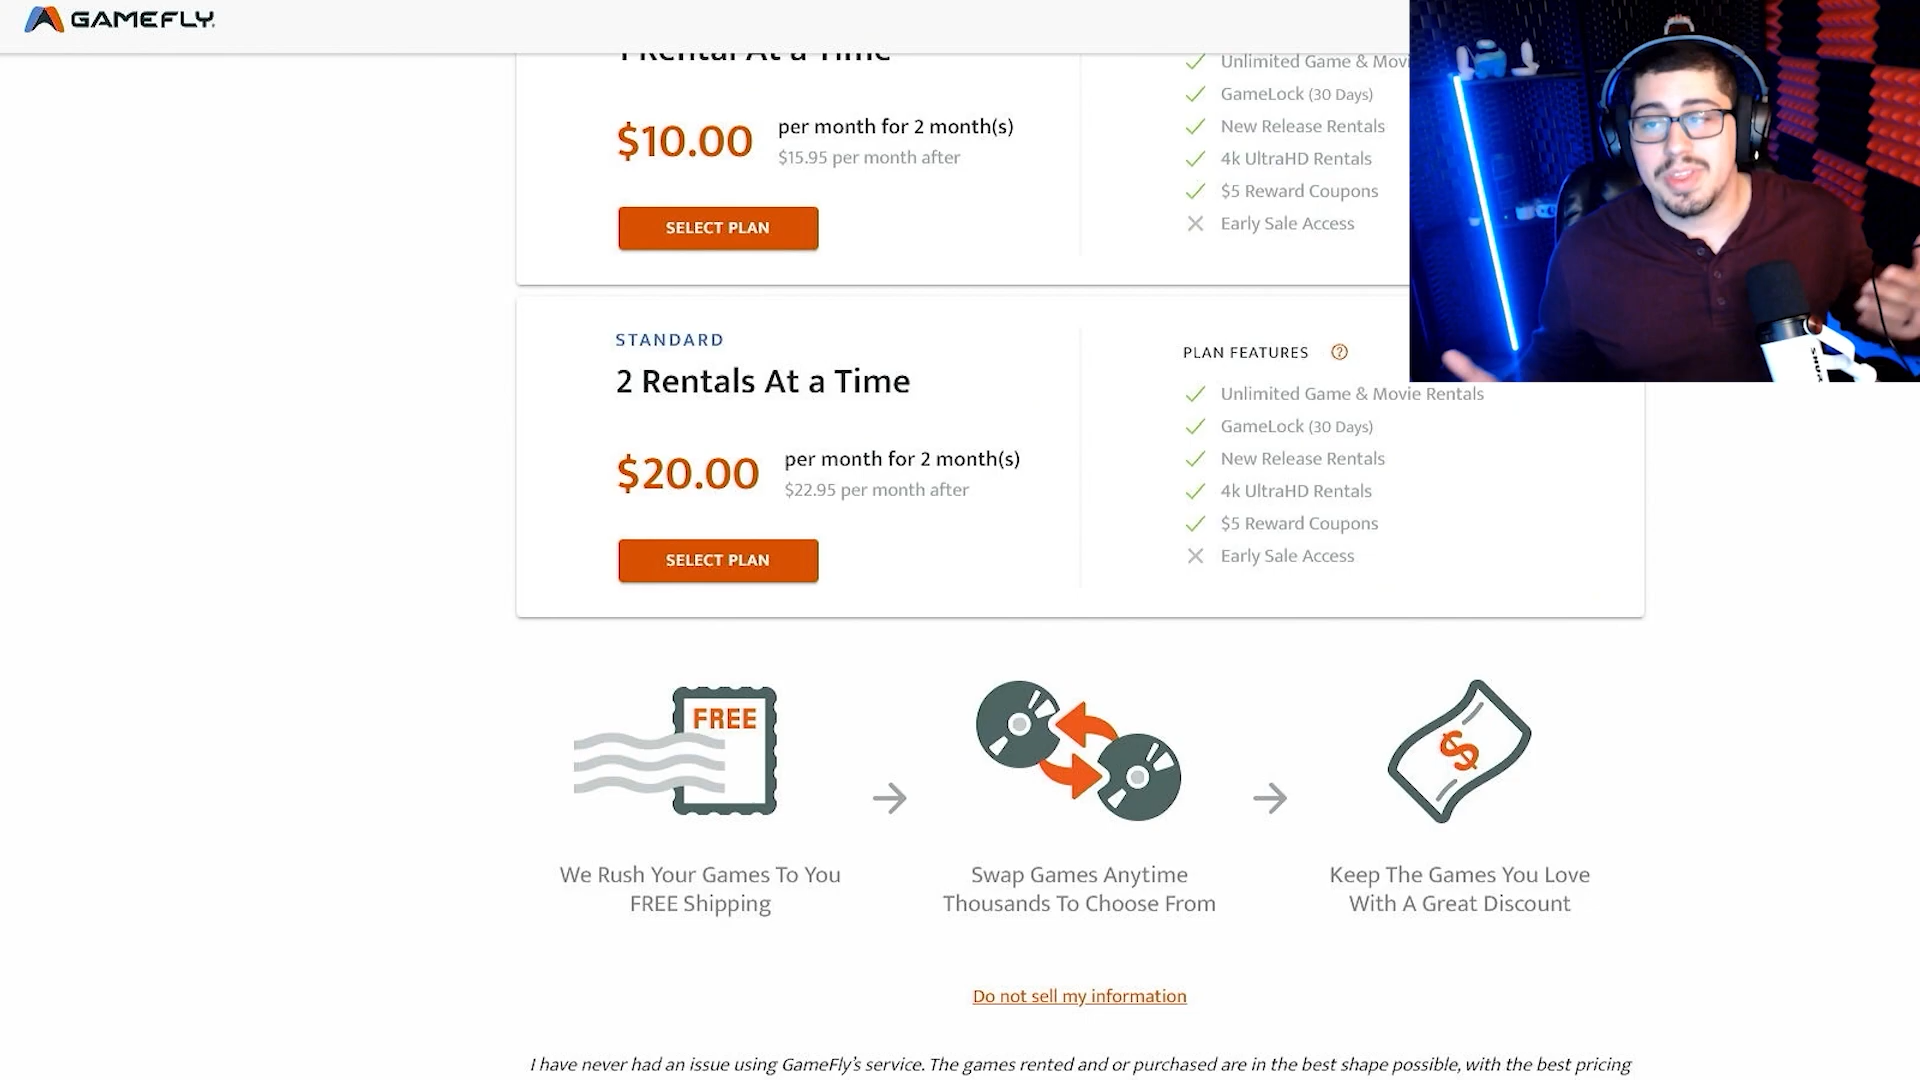 GAMEFLY
1 Rental At a Time
Unlimited Game & Movi
$10.00
per month for 2 month(s)
$15.95 per month after
GameLock (30 Days)
New Release Rentals
4k UltraHD Rentals
$5 Reward Coupons
Early Sale Access
SELECT PLAN
STANDARD
2 Rentals At a Time
$20.00
per month for 2 month(s)
$22.95 per month after
SELECT PLAN
PLAN FEATURES
Unlimited Game & Movie Rentals
GameLock (30 Days)
New Release Rentals
4k UltraHD Rentals
$5 Reward Coupons
Early Sale Access
FREE
$
We Rush Your Games To You
FREE Shipping
Swap Games Anytime
Thousands To Choose From
Keep The Games You Love
With A Great Discount
Do not sell my information
I have never had an issue using GameFly’s service. The games rented and or purchased are in the best shape possible, with the best pricing